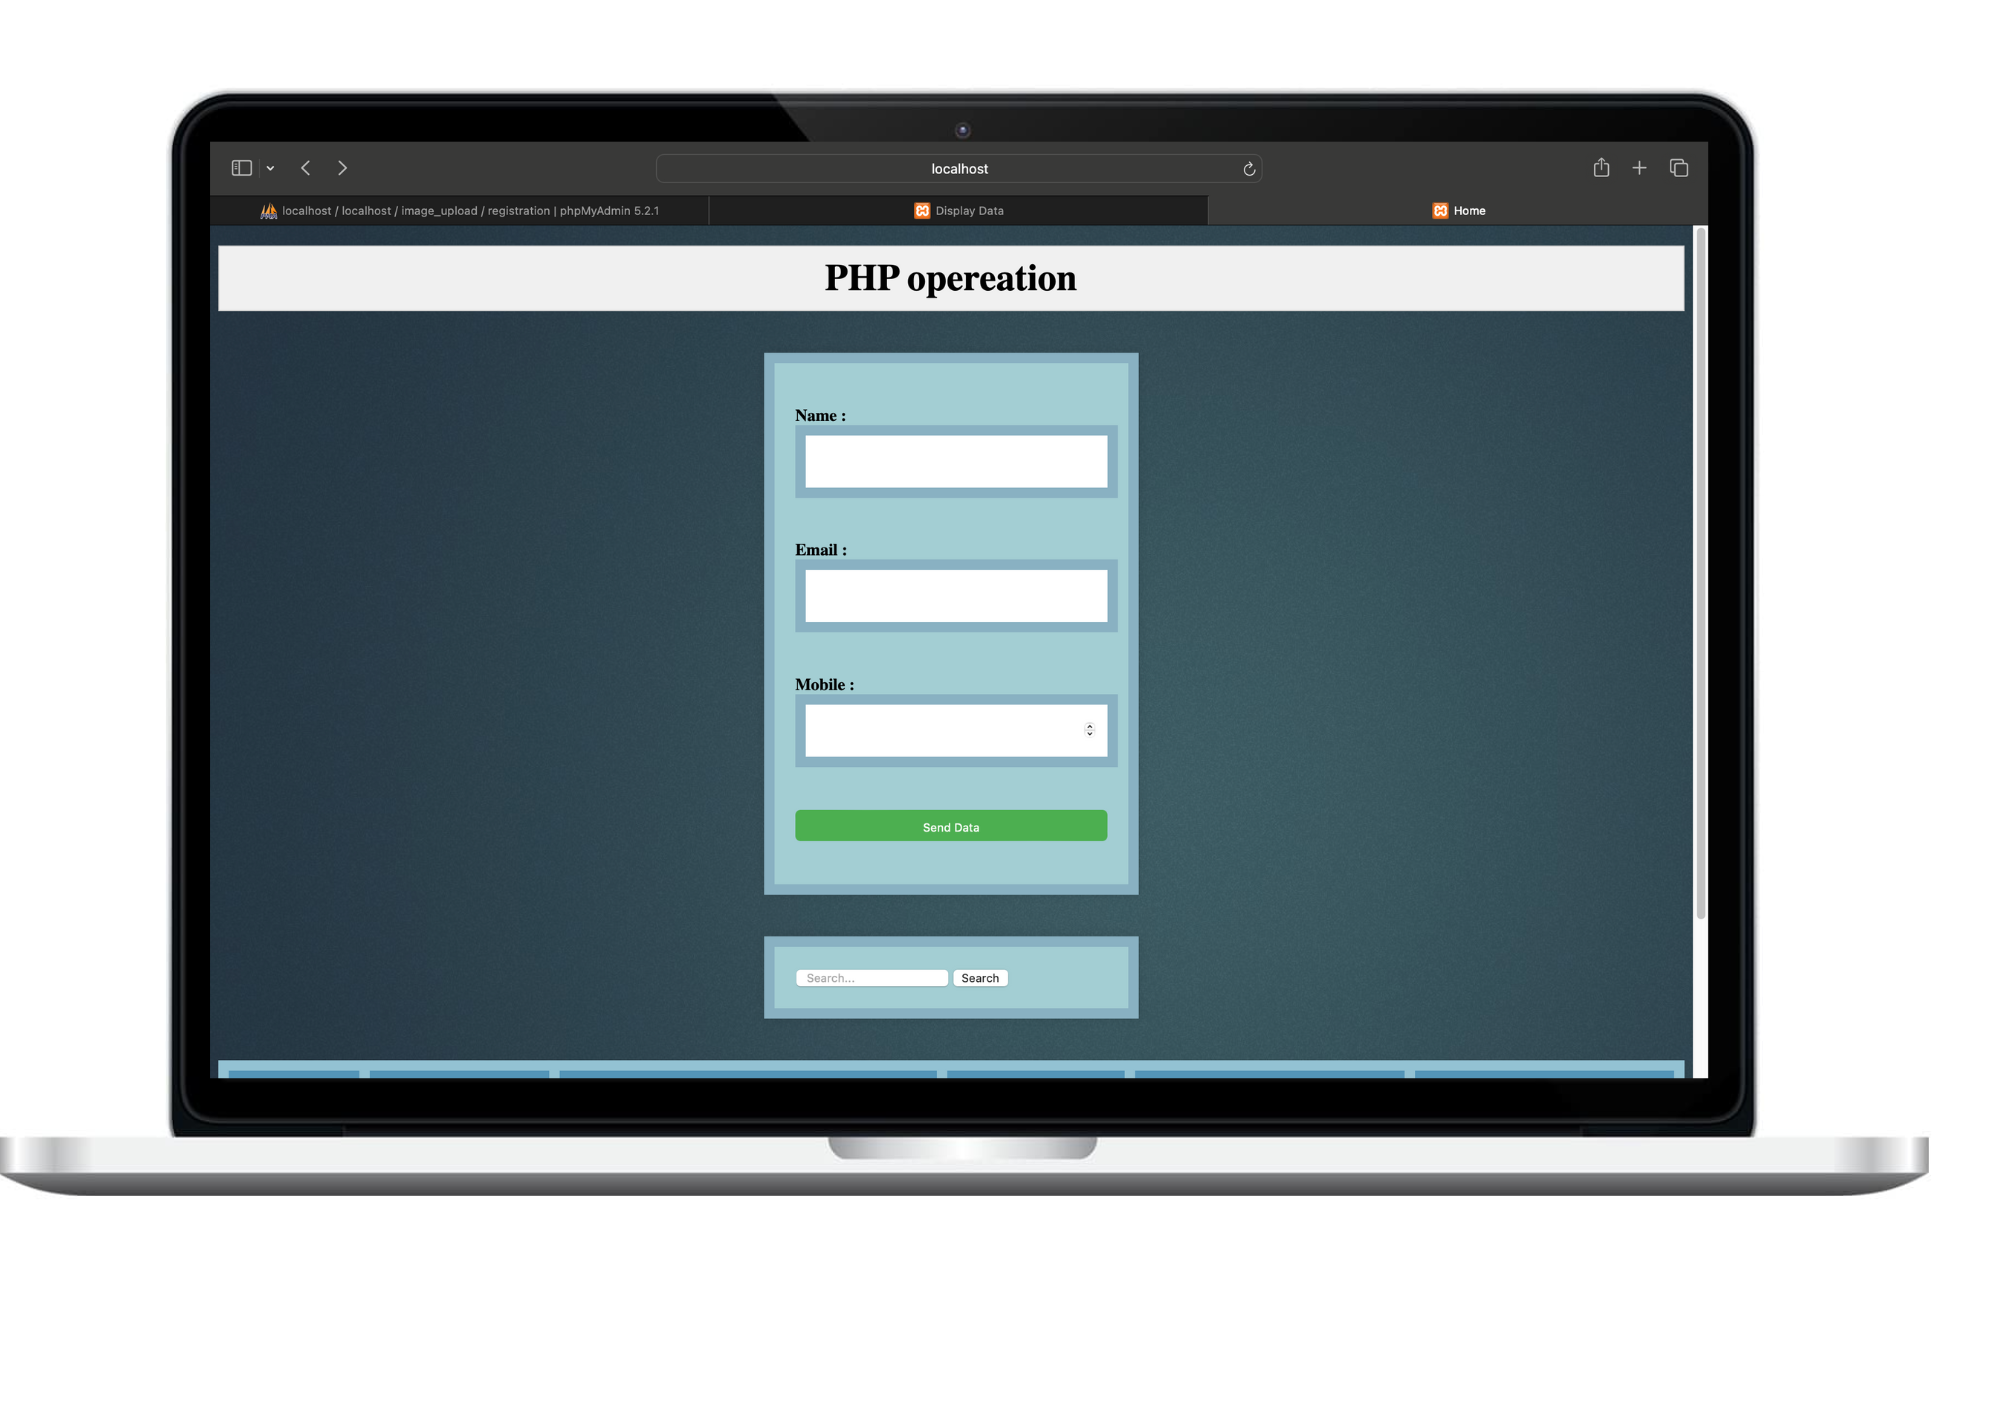 localhost
localhost / localhost / image_upload / registration | phpMyAdmin 5.2.1
Display Data
Home
PHP opereation
Name :
Email :
Mobile :
Send Data
Search...
Search